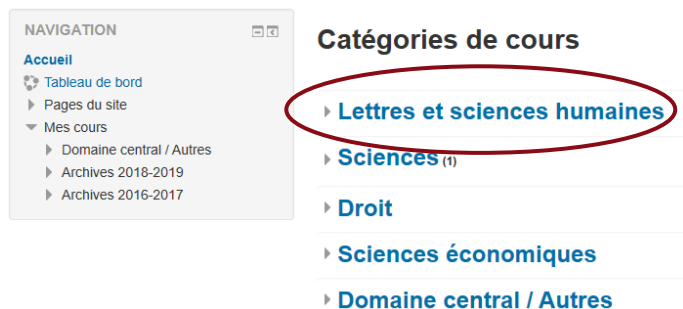 NAVIGATION
Accueil
Tableau de bord
Pages du site
Mes cours
Domaine central / Autres
Archives 2018-2019
Archives 2016-2017
Catégories de cours
Lettres et sciences humaines
Sciences (1)
Droit
Sciences économiques
Domaine central / Autres